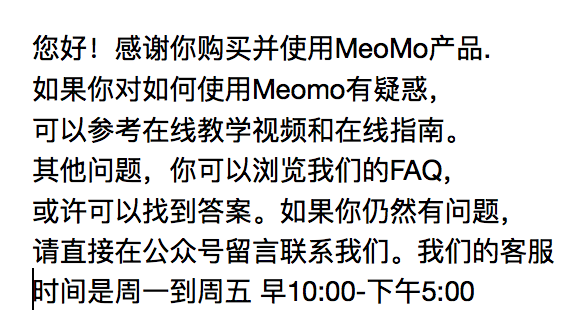 您好！感谢你购买并使用MeoMo产品.
如果你对如何使用Meomo有疑惑，
可以参考在线教学视频和在线指南。
其他问题，你可以浏览我们的FAQ，
或许可以找到答案。如果你仍然有问题，
请直接在公众号留言联系我们。我们的客服
时间是周一到周五 早10:00-下午5:00